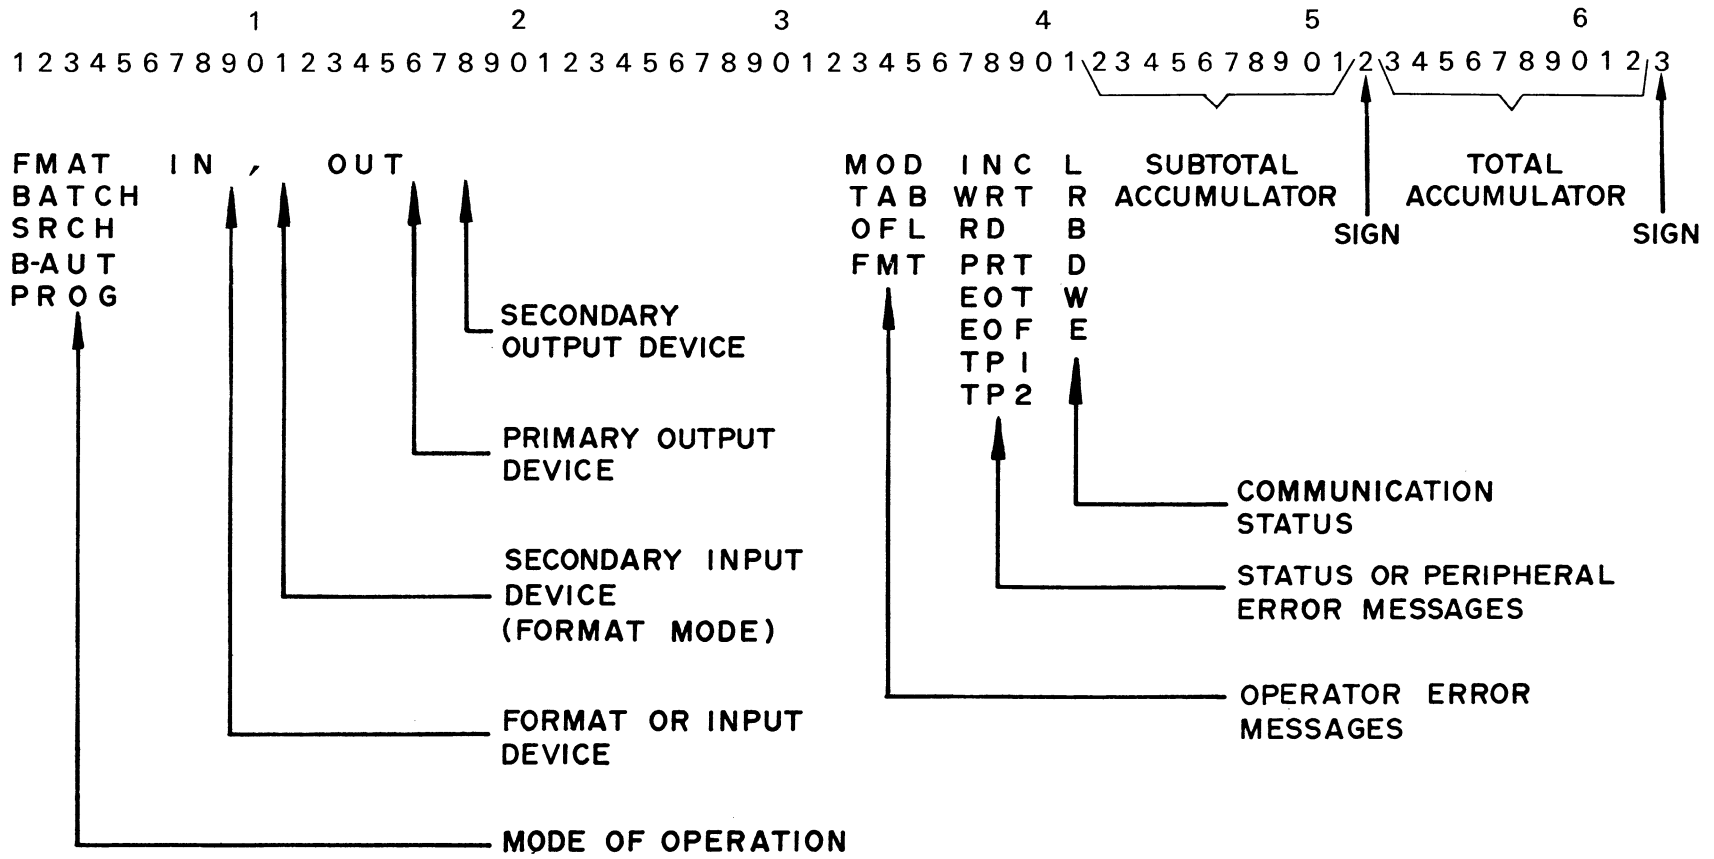 1 2 3 4 5 6
1 2 3 4 5 6 7 8 9 0 1 2 3 4 5 6 7 8 9 0 1 2 3 4 5 6 7 8 9 0 1 2 3 4 5 6 7 8 9 0 1 2 3 4 5 6 7 8 9 0 1 2 3 4 5 6 7 8 9 0 1 2 3
FMAT IN, OUT
BATCH
SRCH
B-AUT
PROG
MOD INC L
TAB WRT R
OFL RD B
FMT PRT D
EOT W
EOF E
TP1
TP2
SUBTOTAL
ACCUMULATOR
SIGN
TOTAL
ACCUMULATOR
SIGN
SECONDARY
OUTPUT DEVICE
PRIMARY OUTPUT
DEVICE
SECONDARY INPUT
DEVICE
(FORMAT MODE)
FORMAT OR INPUT
DEVICE
MODE OF OPERATION
COMMUNICATION
STATUS
STATUS OR PERIPHERAL
ERROR MESSAGES
OPERATOR ERROR
MESSAGES